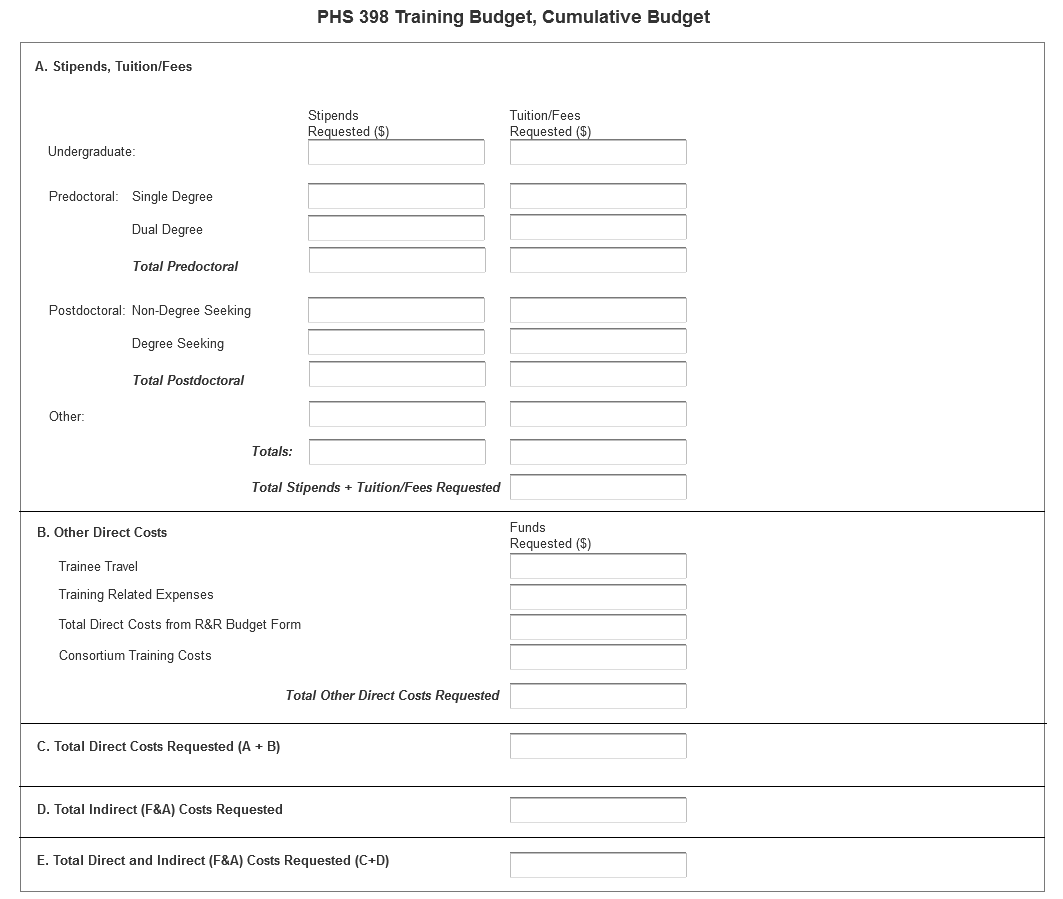 PHS 398 Training Budget, Cumulative Budget
A. Stipends, Tuition/Fees
Stipends Tuition/Fees
Requested ($) Requested ($)
Undergraduate:
Predoctoral: Single Degree
Dual Degree
Total Predoctoral
Postdoctoral: Non-Degree Seeking
Degree Seeking
Total Postdoctoral
Other:
Totals:
Total Stipends + Tuition/Fees Requested
B. Other Direct Costs
Funds
Requested ($)
Trainee Travel
Training Related Expenses
Total Direct Costs from R&R Budget Form
Consortium Training Costs
Total Other Direct Costs Requested
C. Total Direct Costs Requested (A + B)
D. Total Indirect (F&A) Costs Requested
E. Total Direct and Indirect (F&A) Costs Requested (C+D)